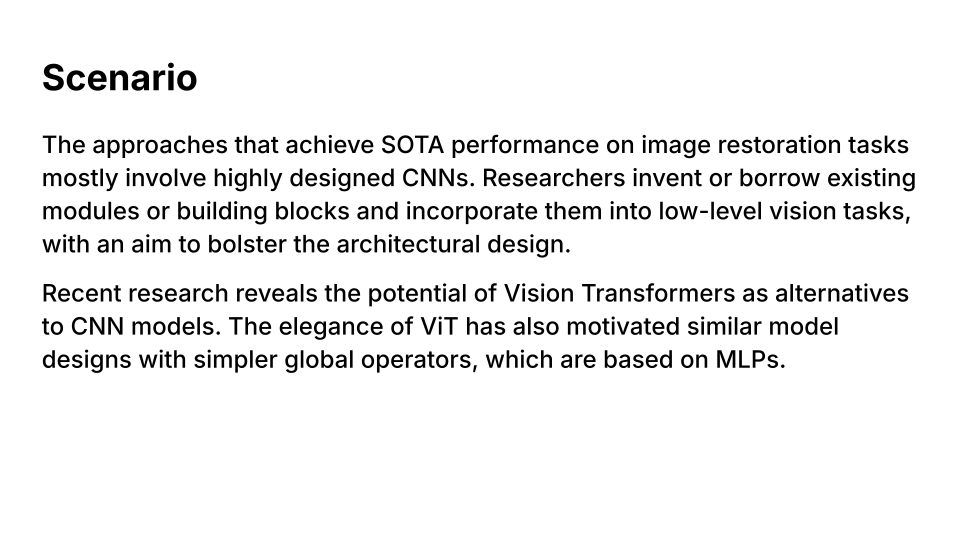 Scenario
The approaches that achieve SOTA performance on image restoration tasks
mostly involve highly designed CNNs. Researchers invent or borrow existing
modules or building blocks and incorporate them into low-level vision tasks,
with an aim to bolster the architectural design.
Recent research reveals the potential of Vision Transformers as alternatives
to CNN models. The elegance of ViT has also motivated similar model
designs with simpler global operators, which are based on MLPs.